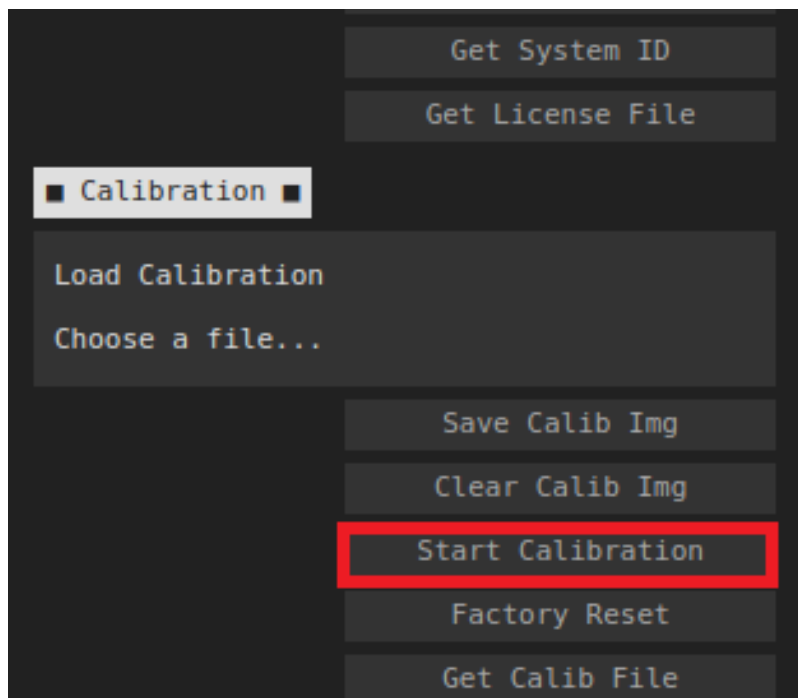 Get System ID
Get License File
■ Calibration ■
Load Calibration
Choose a file...
Save Calib Img
Clear Calib Img
Start Calibration
Factory Reset
Get Calib File